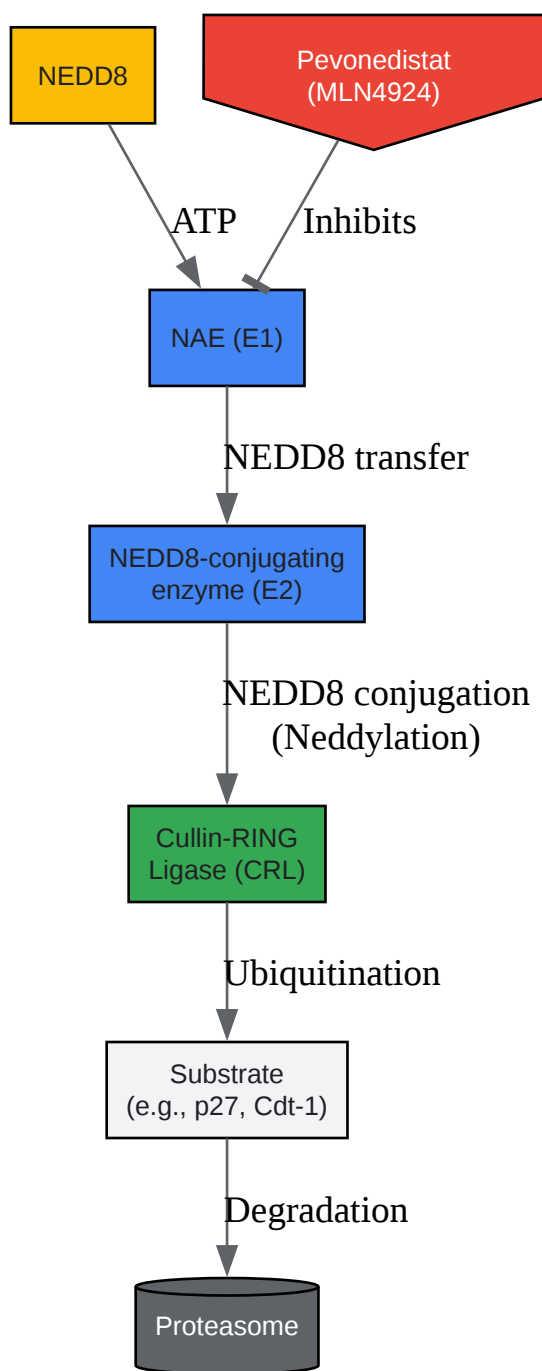 NEDD8
Pevonedistat
(MLN4924)
ATP
Inhibits
NAE (E1)
NEDD8 transfer
NEDD8-conjugating
enzyme (E2)
NEDD8 conjugation
(Neddylation)
Cullin-RING
Ligase (CRL)
Ubiquitination
Substrate
(e.g., p27, Cdt-1)
Degradation
Proteasome